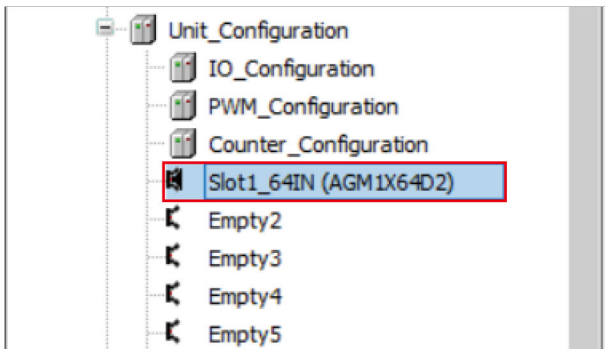 Unit_Configuration
IO_Configuration
PWM_Configuration
Counter_Configuration
Slot1_64IN (AGM1X64D2)
Empty2
Empty3
Empty4
Empty5